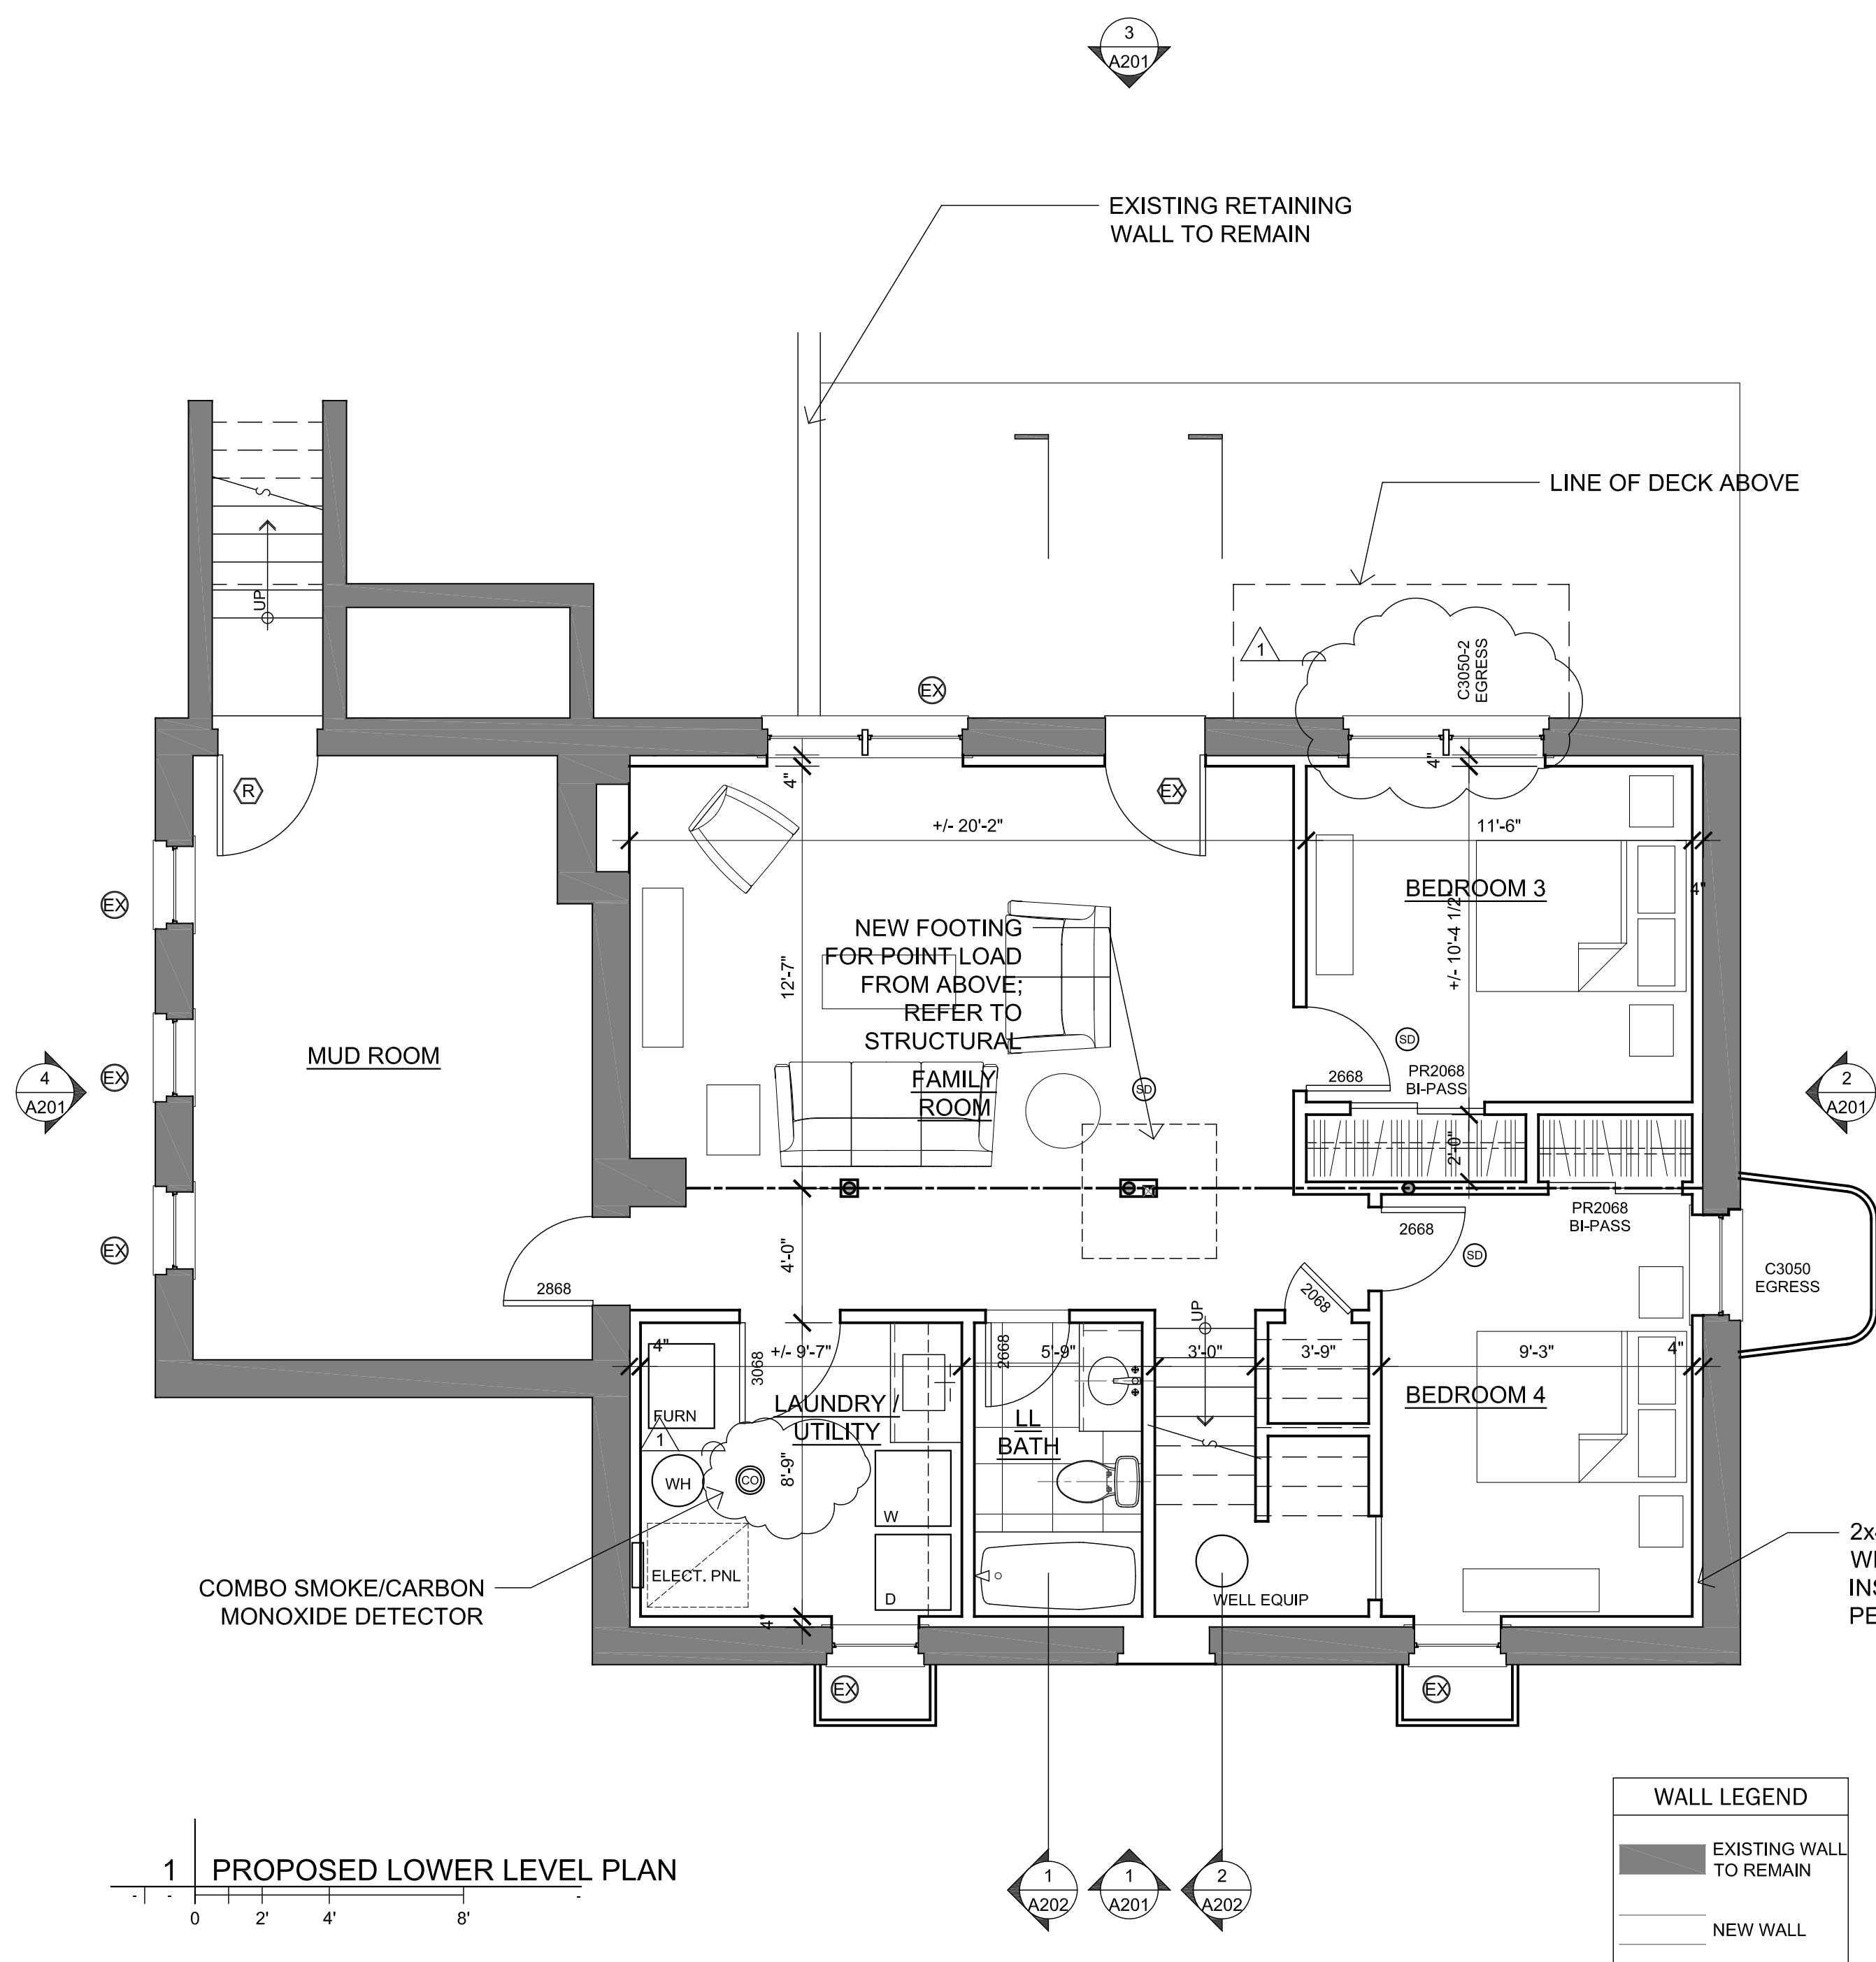 3
A201
EXISTING RETAINING
WALL TO REMAIN
LINE OF DECK ABOVE
UP
1
C3050-2
EGRESS
EX
R
EX
4"
4"
+/- 20'-2"
11'-6"
EX
BEDROOM 3
4"
NEW FOOTING
FOR POINT LOAD
FROM ABOVE;
REFER TO
STRUCTURAL
12'-7"
+/- 10'-4 1/2"
MUD ROOM
SD
EX
4
A201
FAMILY
ROOM
SD
2668
PR2068
BI-PASS
2
A201
2'-0"
PR2068
BI-PASS
2668
SD
EX
4'-0"
C3050
EGRESS
2868
2068
UP
4"
+/- 9'-7"
3068
2668
5'-9"
3'-0"
3'-9"
9'-3"
4"
BEDROOM 4
FURN
LAUNDRY /
UTILITY
LL
BATH
1
WH
CO
8'-9"
W
ELECT. PNL
D
WELL EQUIP
COMBO SMOKE/CARBON
MONOXIDE DETECTOR
4"
EX
EX
WALL LEGEND
EXISTING WALL
TO REMAIN
NEW WALL
1 PROPOSED LOWER LEVEL PLAN
- - -
0 2' 4' 8'
1
A202
1
A201
2
A202